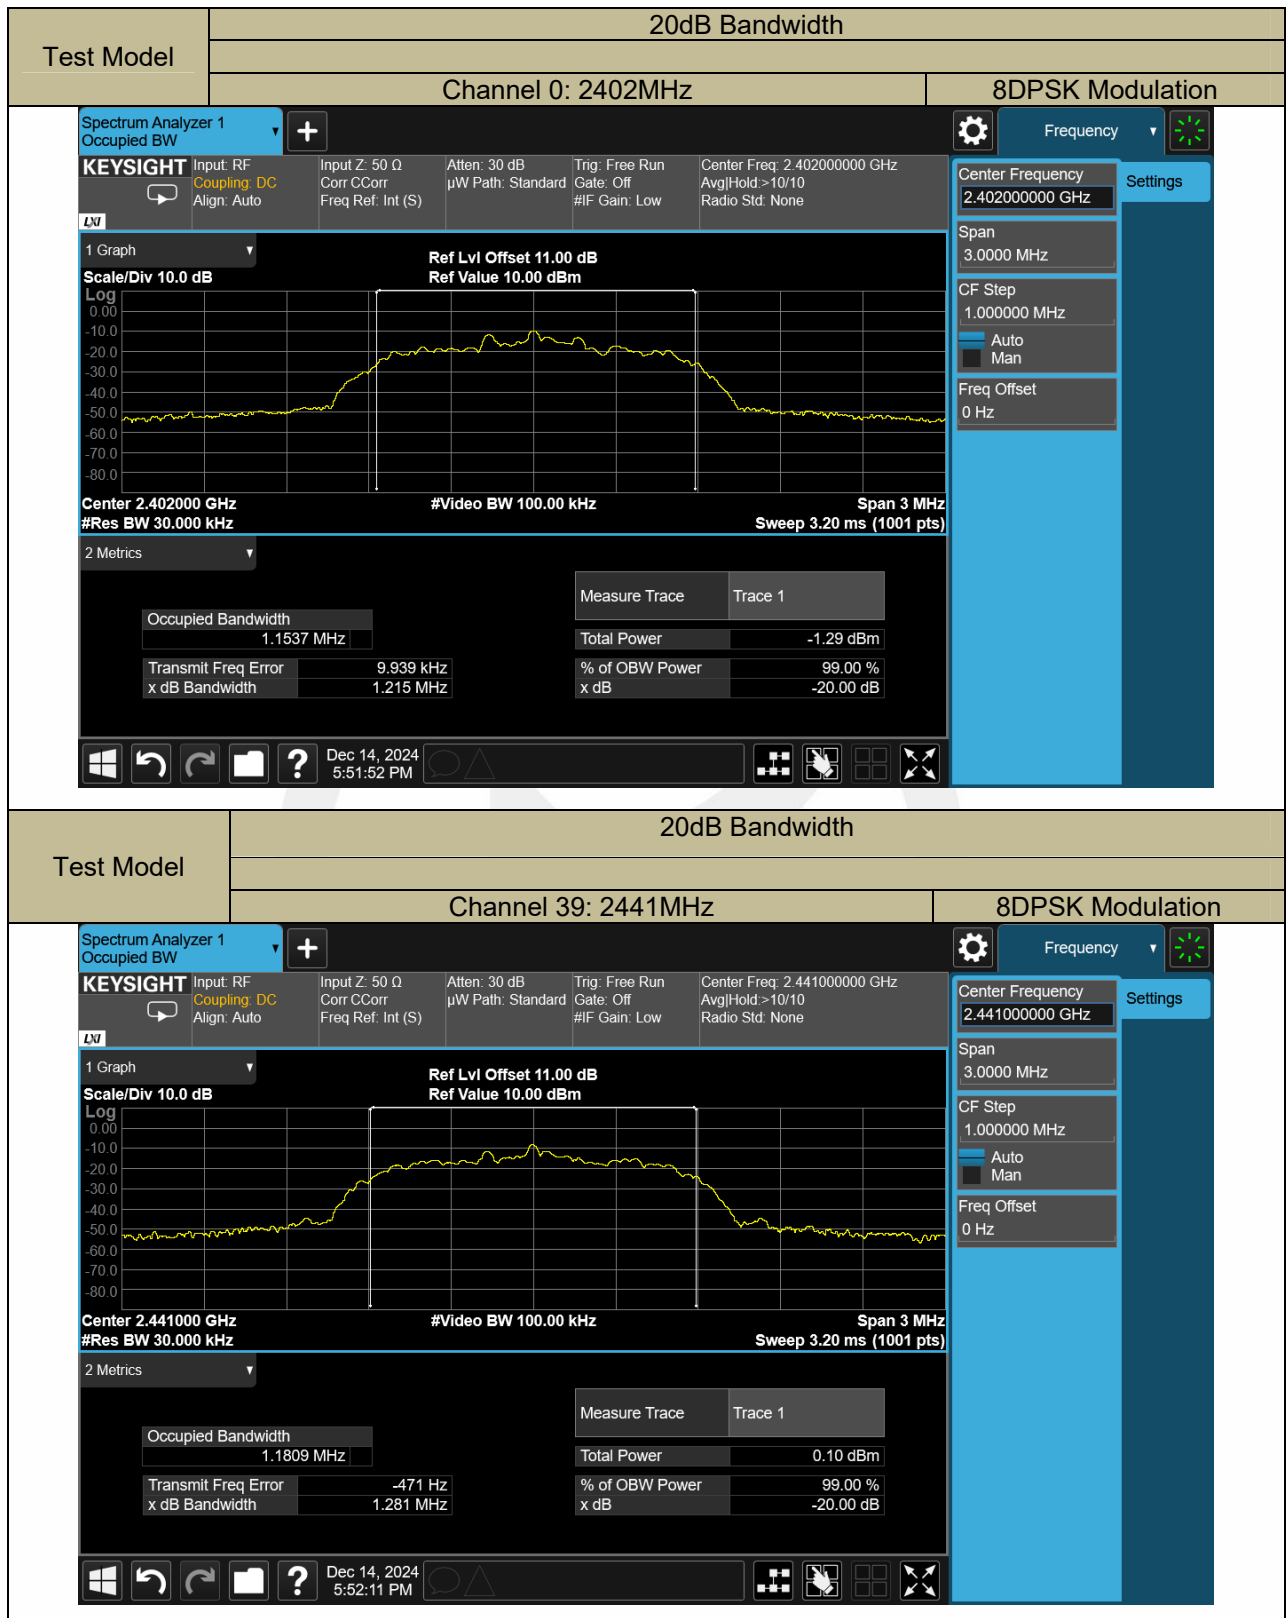 Test Model
20dB Bandwidth
Channel 0: 2402MHz
8DPSK Modulation
Spectrum Analyzer 1
Occupied BW
Frequency
KEYSIGHT
LXI
Input: RF
Coupling: DC
Align: Auto
Input Z: 50 Ω
Corr CCorr
Freq Ref: Int (S)
Atten: 30 dB
µW Path: Standard
Trig: Free Run
Gate: Off
#IF Gain: Low
Center Freq: 2.402000000 GHz
Avg|Hold:>10/10
Radio Std: None
Center Frequency
2.402000000 GHz
Settings
Span
3.0000 MHz
CF Step
1.000000 MHz
Auto
Man
Freq Offset
0 Hz
1 Graph
Scale/Div 10.0 dB
Ref Lvl Offset 11.00 dB
Ref Value 10.00 dBm
Log
0.00
-10.0
-20.0
-30.0
-40.0
-50.0
-60.0
-70.0
-80.0
Center 2.402000 GHz
#Video BW 100.00 kHz
Span 3 MHz
#Res BW 30.000 kHz
Sweep 3.20 ms (1001 pts)
2 Metrics
Measure Trace
Trace 1
Occupied Bandwidth
1.1537 MHz
Total Power
-1.29 dBm
Transmit Freq Error
9.939 kHz
% of OBW Power
99.00 %
x dB Bandwidth
1.215 MHz
x dB
-20.00 dB
Dec 14, 2024
5:51:52 PM
Test Model
20dB Bandwidth
Channel 39: 2441MHz
8DPSK Modulation
Spectrum Analyzer 1
Occupied BW
Frequency
KEYSIGHT
LXI
Input: RF
Coupling: DC
Align: Auto
Input Z: 50 Ω
Corr CCorr
Freq Ref: Int (S)
Atten: 30 dB
µW Path: Standard
Trig: Free Run
Gate: Off
#IF Gain: Low
Center Freq: 2.441000000 GHz
Avg|Hold:>10/10
Radio Std: None
Center Frequency
2.441000000 GHz
Settings
Span
3.0000 MHz
CF Step
1.000000 MHz
Auto
Man
Freq Offset
0 Hz
1 Graph
Scale/Div 10.0 dB
Ref Lvl Offset 11.00 dB
Ref Value 10.00 dBm
Log
0.00
-10.0
-20.0
-30.0
-40.0
-50.0
-60.0
-70.0
-80.0
Center 2.441000 GHz
#Video BW 100.00 kHz
Span 3 MHz
#Res BW 30.000 kHz
Sweep 3.20 ms (1001 pts)
2 Metrics
Measure Trace
Trace 1
Occupied Bandwidth
1.1809 MHz
Total Power
0.10 dBm
Transmit Freq Error
-471 Hz
% of OBW Power
99.00 %
x dB Bandwidth
1.281 MHz
x dB
-20.00 dB
Dec 14, 2024
5:52:11 PM